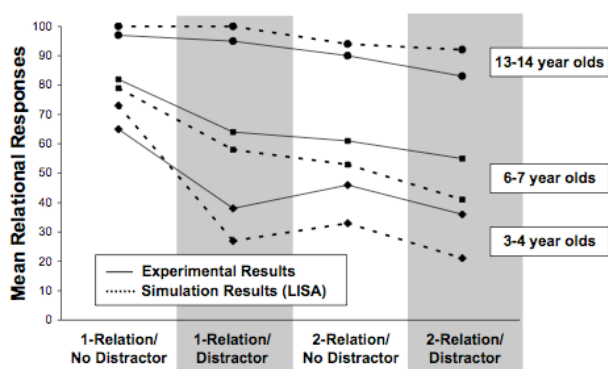 Mean Relational Responses
100
90
80
70
60
50
40
30
20
10
0
13-14 year olds
6-7 year olds
3-4 year olds
Experimental Results
Simulation Results (LISA)
1-Relation/
No Distractor
1-Relation/
Distractor
2-Relation/
No Distractor
2-Relation/
Distractor